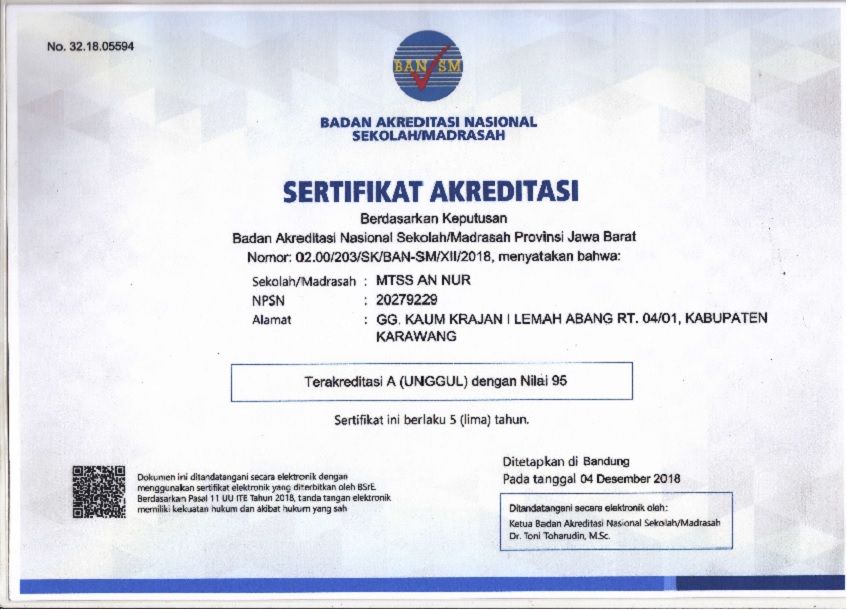 No. 32.18.05594
BAN SM
BADAN AKREDITASI NASIONAL
SEKOLAH/MADRASAH
SERTIFIKAT AKREDITASI
Berdasarkan Keputusan
Badan Akreditasi Nasional Sekolah/Madrasah Provinsi Jawa Barat
Nomor: 02.00/203/SK/BAN-SM/XII/2018, menyatakan bahwa:
Sekolah/Madrasah : MTSS AN NUR
NPSN : 20279229
Alamat : GG. KAUM KRAJAN I LEMAH ABANG RT. 04/01, KABUPATEN
KARAWANG
Terakreditasi A (UNGGUL) dengan Nilai 95
Sertifikat ini berlaku 5 (lima) tahun.
Ditetapkan di Bandung
Pada tanggal 04 Desember 2018
Dokumen ini ditandatangani secara elektronik dengan
menggunakan sertifikat elektronik yang diterbitkan oleh BSrE.
Berdasarkan Pasal 11 UU ITE Tahun 2018, tanda tangan elektronik
memiliki kekuatan hukum dan akibat hukum yang sah
Ditandatangani secara elektronik oleh:
Ketua Badan Akreditasi Nasional Sekolah/Madrasah
Dr. Toni Toharudin, M.Sc.